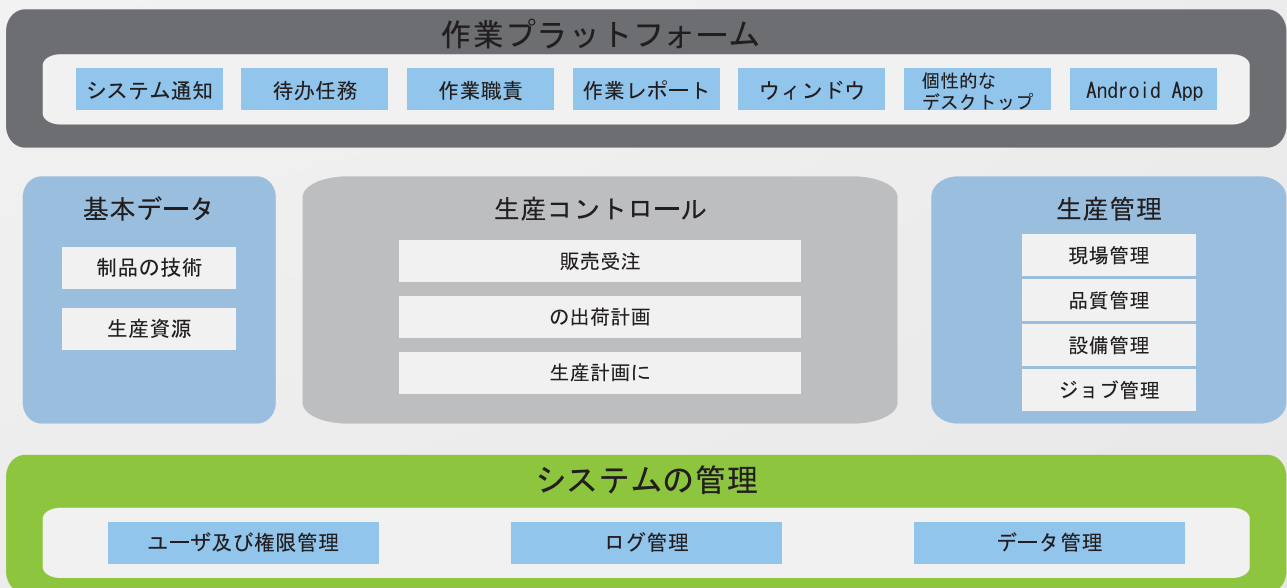 作業プラットフォーム
システム通知
待办任務
作業職責
作業レポート
ウィンドウ
個性的な
デスクトップ
Android App
基本データ
制品の技術
生産資源
生産コントロール
販売受注
の出荷計画
生産計画に
生産管理
現場管理
品質管理
設備管理
ジョブ管理
システムの管理
ユーザ及び権限管理
ログ管理
データ管理